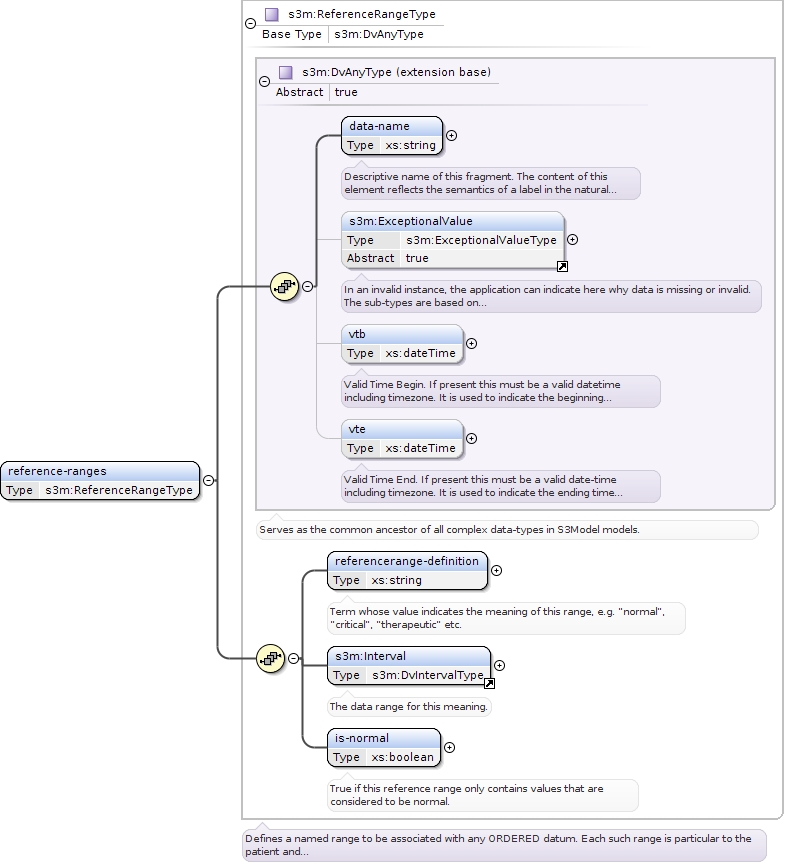 s3m:ReferenceRangeType
Base Type s3m:DvAnyType
s3m:DvAnyType (extension base)
Abstract true
data-name
Type xs:string
Descriptive name of this fragment. The content of this
element reflects the semantics of a label in the natural...
s3m:ExceptionalValue
Type s3m:ExceptionalValueType
Abstract true
In an invalid instance, the application can indicate here why data is missing or invalid.
The sub-types are based on...
vtb
Type xs:dateTime
Valid Time Begin. If present this must be a valid datetime
including timezone. It is used to indicate the beginning...
vte
Type xs:dateTime
Valid Time End. If present this must be a valid date-time
including timezone. It is used to indicate the ending time...
reference-ranges
Type s3m:ReferenceRangeType
Serves as the common ancestor of all complex data-types in S3Model models.
referencerange-definition
Type xs:string
Term whose value indicates the meaning of this range, e.g. "normal",
"critical", "therapeutic" etc.
s3m:Interval
Type s3m:DvIntervalType
The data range for this meaning.
is-normal
Type xs:boolean
True if this reference range only contains values that are
considered to be normal.
Defines a named range to be associated with any ORDERED datum. Each such range is particular to the
patient and...